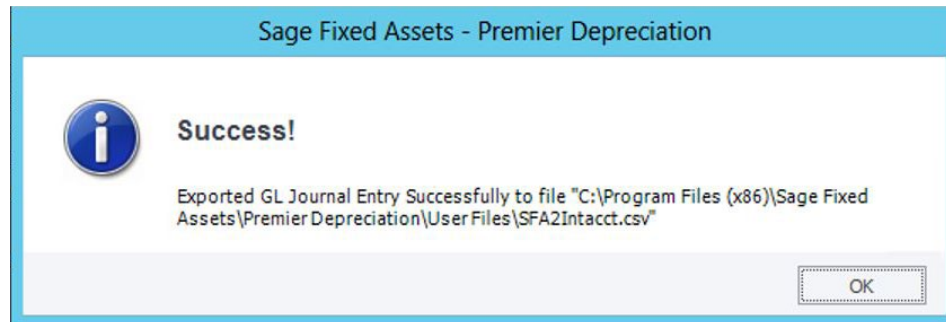 Sage Fixed Assets - Premier Depreciation
Success!
Exported GL Journal Entry Successfully to file "C:\Program Files (x86)\Sage Fixed
Assets\Premier Depreciation\User Files\SFA2Intacct.csv"
OK